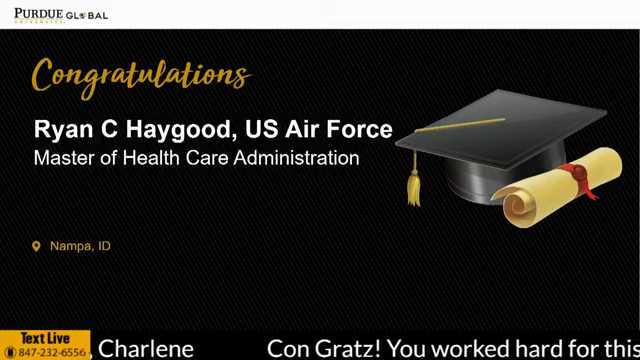 PURDUE GLOBAL
UNIVERSITY
Congratulations
Ryan C Haygood, US Air Force
Master of Health Care Administration
Nampa, ID
Text Live
847-232-6556
, Charlene Con Gratz! You worked hard for this